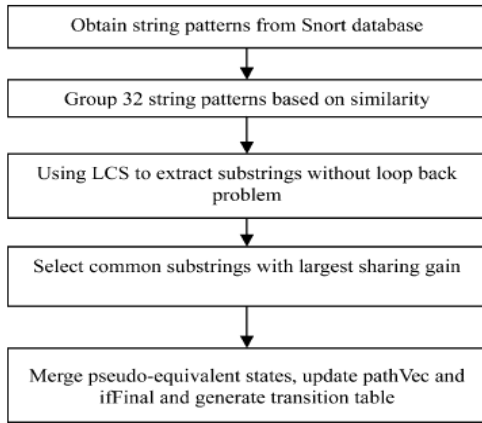 Obtain string patterns from Snort database
Group 32 string patterns based on similarity
Using LCS to extract substrings without loop back
problem
Select common substrings with largest sharing gain
Merge pseudo-equivalent states, update pathVec and
ifFinal and generate transition table